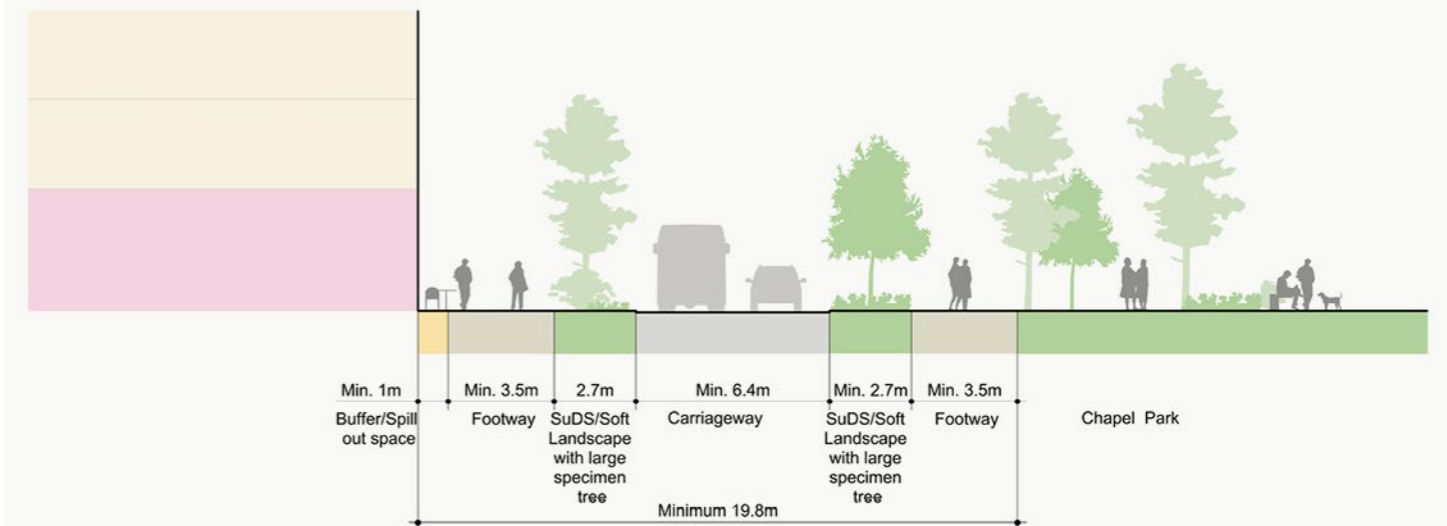 Min. 1m
Min. 3.5m
2.7m
Min. 6.4m
Min. 2.7m
Min. 3.5m
Buffer/Spill
out space
Footway
SuDS/Soft
Landscape
with large
specimen
tree
Carriageway
SuDS/Soft
Landscape
with large
specimen
tree
Footway
Chapel Park
Minimum 19.8m